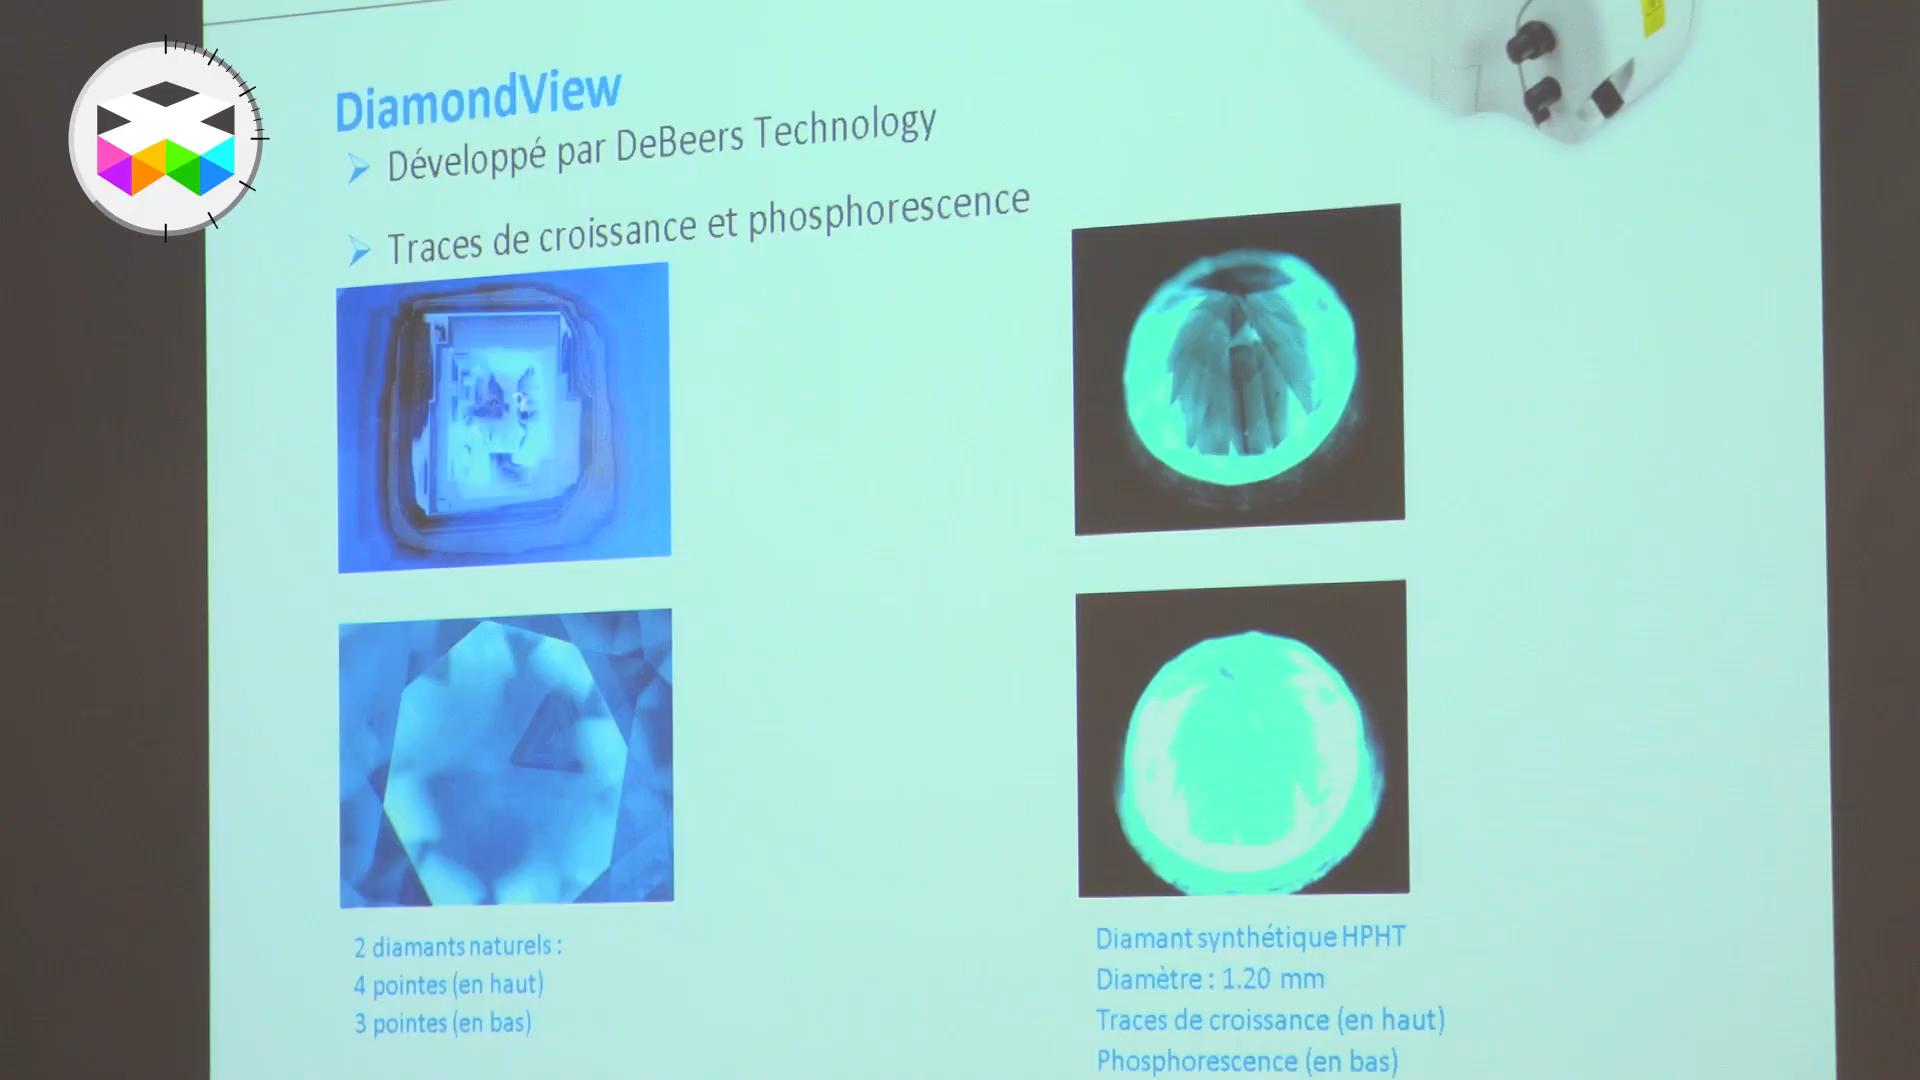 DiamondView
Développé par DeBeers Technology
Traces de croissance et phosphorescence
2 diamants naturels :
4 pointes (en haut)
3 pointes (en bas)
Diamant synthétique HPHT
Diamètre : 1.20 mm
Traces de croissance (en haut)
Phosphorescence (en bas)